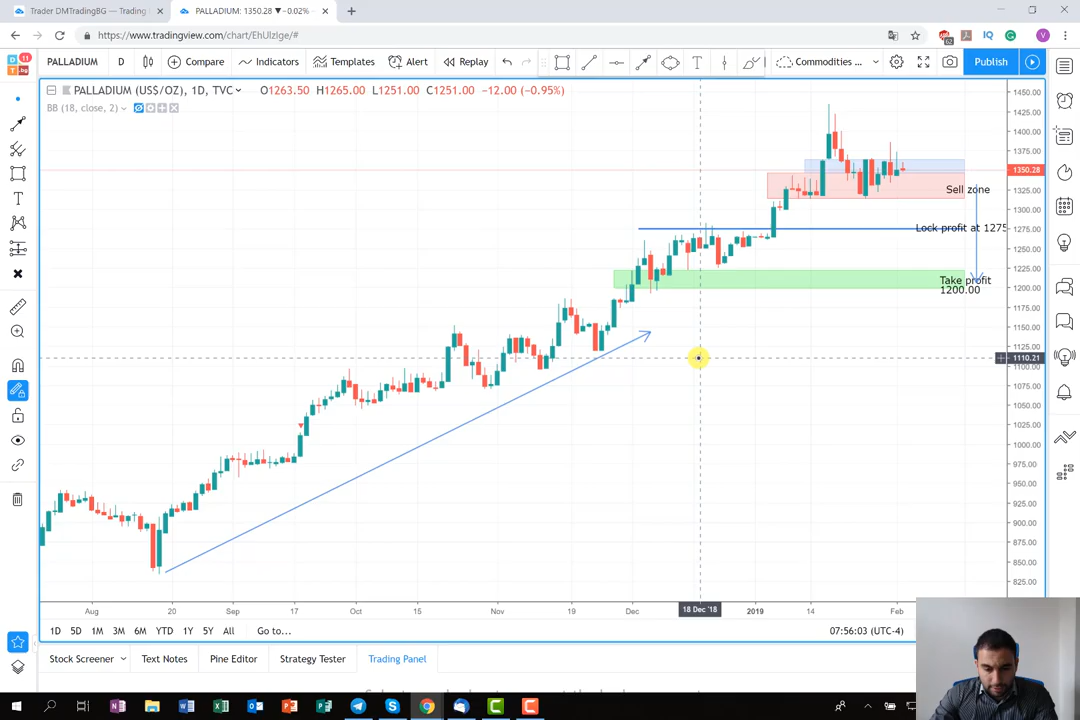 Trader DMTradingBG — Trading
PALLADIUM: 1350.28 ▼−0.02%
https://www.tradingview.com/chart/EhUlzlge/#
IQ
V
11
D T .bg
PALLADIUM
D
Compare
Indicators
Templates
Alert
Replay
Commodities ...
Publish
PALLADIUM (US$/OZ), 1D, TVC
O1263.50 H1265.00 L1251.00 C1251.00 −12.00 (−0.95%)
BB (18, close, 2)
1450.00
1425.00
1400.00
1375.00
1350.28
1325.00
1300.00
1275.00
1250.00
1225.00
1200.00
1175.00
1150.00
1125.00
1110.21
1100.00
1075.00
1050.00
1025.00
1000.00
975.00
950.00
925.00
900.00
875.00
850.00
825.00
Sell zone
Lock profit at 1275
Take profit
1200.00
Aug
20
Sep
17
Oct
15
Nov
19
Dec
18 Dec '18
2019
14
Feb
1D 5D 1M 3M 6M YTD 1Y 5Y All Go to...
07:56:03 (UTC-4)
Stock Screener
Text Notes
Pine Editor
Strategy Tester
Trading Panel